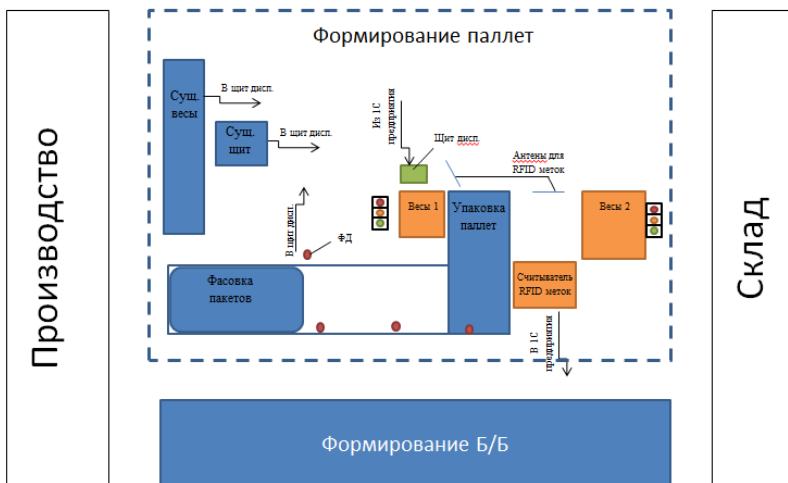 Формирование паллет
Производство
Склад
Сущ.
весы
В щит дисп.
Сущ.
щит
В щит дисп.
Из 1С
предприятия
Щит дисп.
Антены для
RFID меток
Весы 1
Упаковка
паллет
Весы 2
В щит дисп.
ФД
Фасовка
пакетов
Считыватель
RFID меток
В 1С
предприятия
Формирование Б/Б